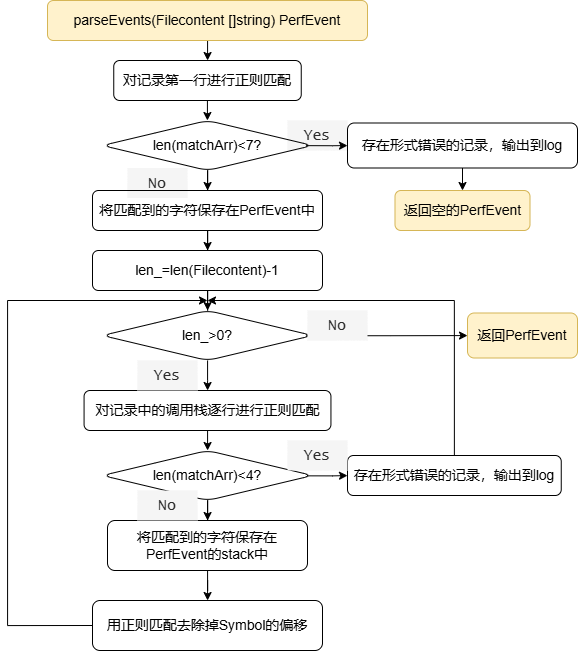 parseEvents(Filecontent []string) PerfEvent
对记录第一行进行正则匹配
len(matchArr)<7?
Yes
存在形式错误的记录，输出到log
No
返回空的PerfEvent
将匹配到的字符保存在PerfEvent中
len_=len(Filecontent)-1
len_>0?
No
返回PerfEvent
Yes
对记录中的调用栈逐行进行正则匹配
len(matchArr)<4?
Yes
存在形式错误的记录，输出到log
No
将匹配到的字符保存在
PerfEvent的stack中
用正则匹配去除掉Symbol的偏移